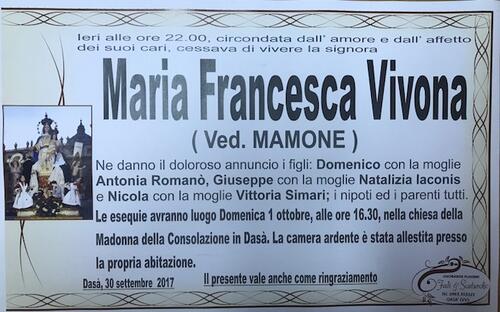 Ieri alle ore 22.00, circondata dall' amore e dall' affetto
dei suoi cari, cessava di vivere la signora
Maria Francesca Vivona
( Ved. MAMONE )
Ne danno il doloroso annuncio i figli: Domenico con la moglie
Antonia Romanò, Giuseppe con la moglie Natalizia Iaconis
e Nicola con la moglie Vittoria Simari; i nipoti ed i parenti tutti.
Le esequie avranno luogo Domenica 1 ottobre, alle ore 16.30, nella chiesa della
Madonna della Consolazione in Dasà. La camera ardente è stata allestita presso
la propria abitazione.
Dasà, 30 settembre 2017
Il presente vale anche come ringraziamento